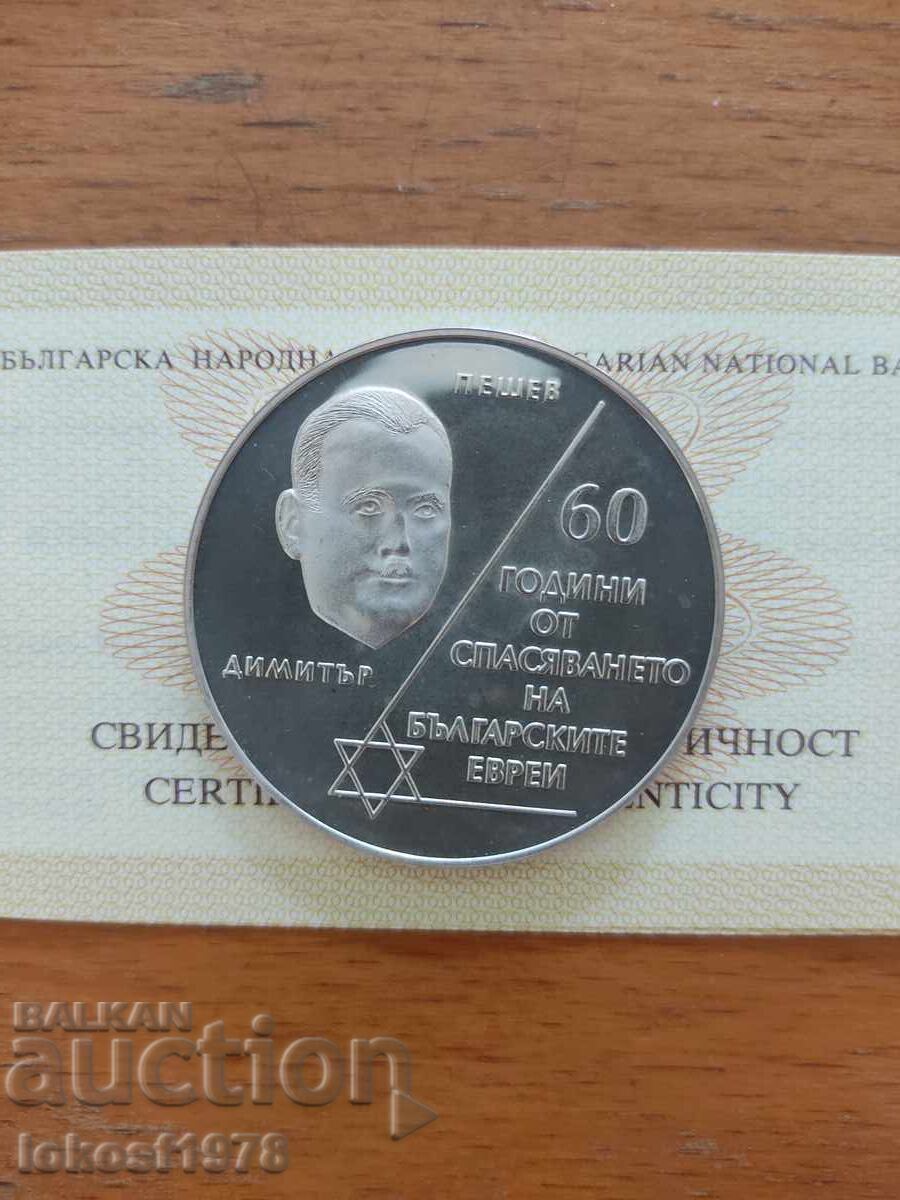 БЪЛГАРСКА НАРОДНА
ARIAN NATIONAL BA
ПЕШЕВ
60
ГОДИНИ
ОТ
СПАСЯВАНЕТО
НА
БЪЛГАРСКИТЕ
ЕВРЕИ
ДИМИТЪР
СВИДЕ ИЧНОСТ
CERTI ENTICITY
BALKAN
auction
lokosf1978